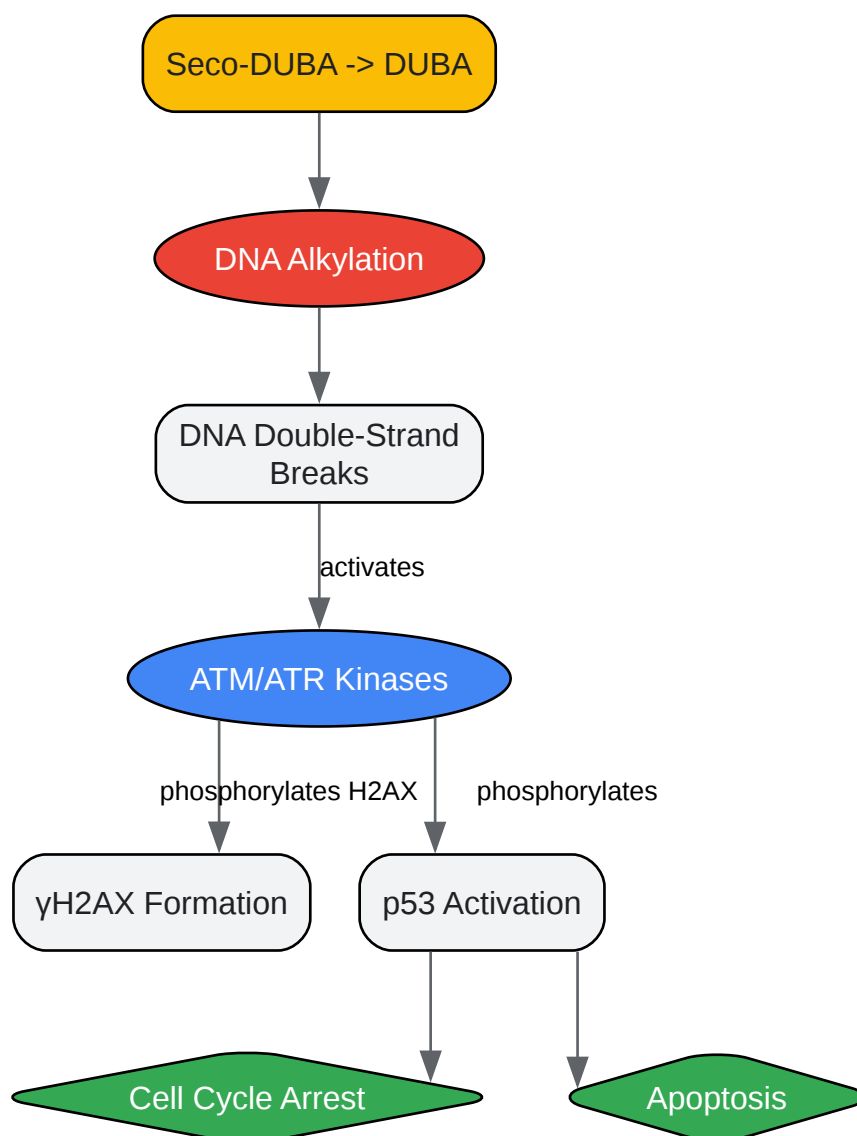 Seco-DUBA -> DUBA
DNA Alkylation
DNA Double-Strand
Breaks
activates
ATM/ATR Kinases
phosphorylates H2AX
phosphorylates
γH2AX Formation
p53 Activation
Cell Cycle Arrest
Apoptosis